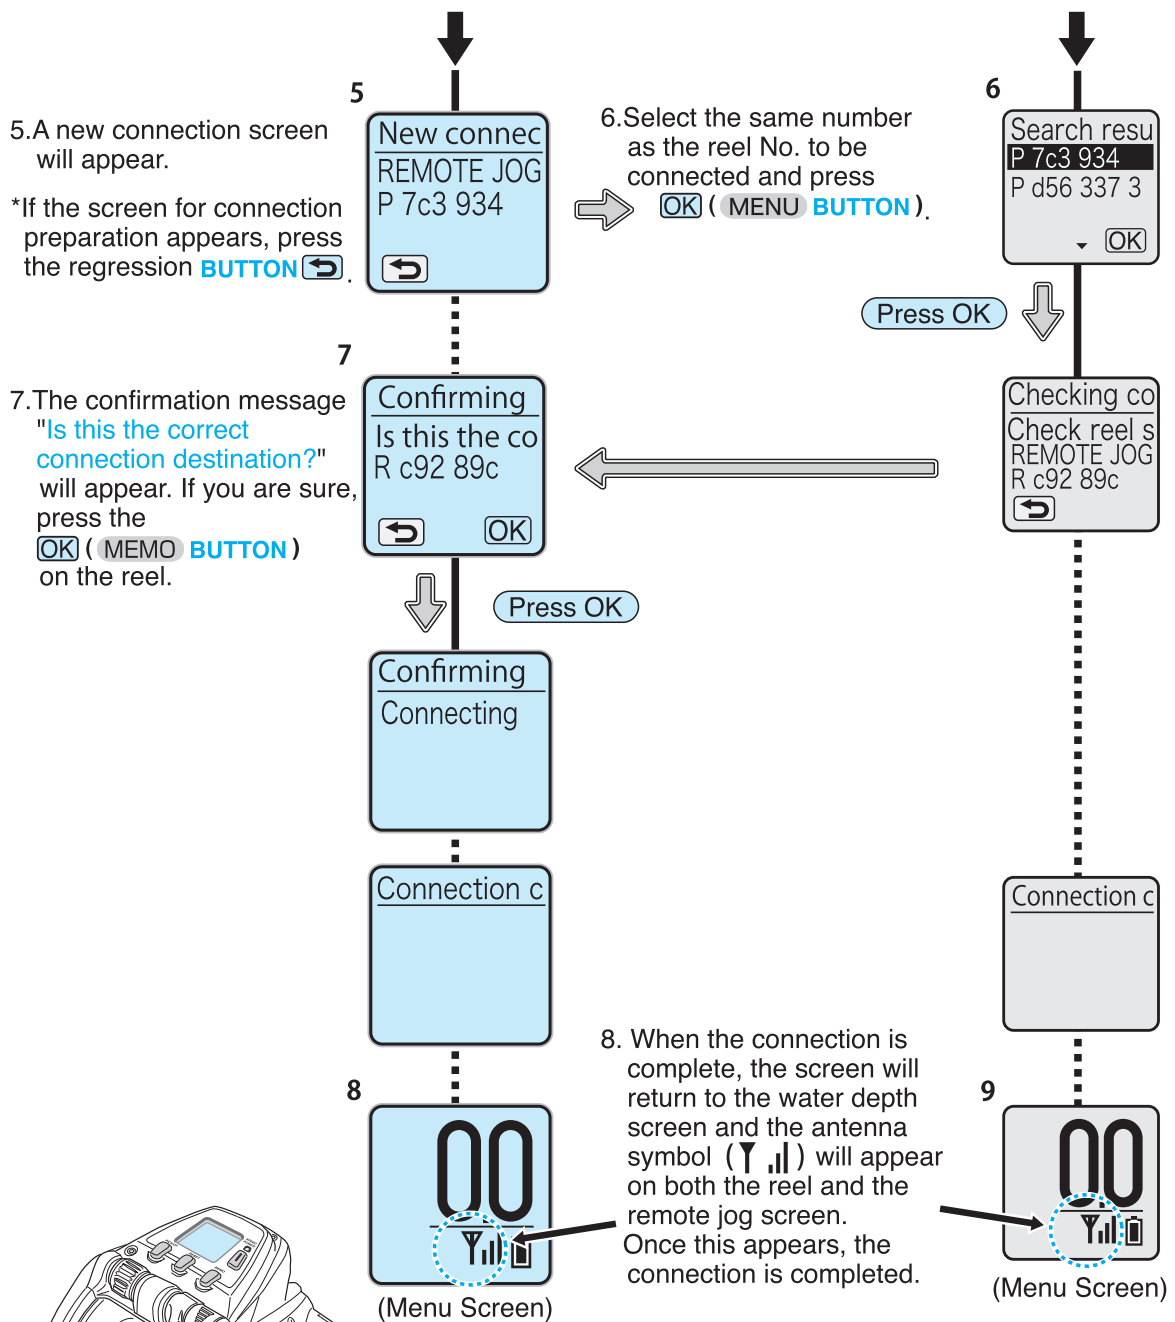 5
5.A new connection screen
will appear.
*If the screen for connection
preparation appears, press
the regression BUTTON .
New connec
REMOTE JOG
P 7c3 934
6.Select the same number
as the reel No. to be
connected and press
OK ( MENU BUTTON ).
6
Search resu
P 7c3 934
P d56 337 3
OK
Press OK
7
7.The confirmation message
"Is this the correct
connection destination?"
will appear. If you are sure,
press the
OK ( MEMO BUTTON )
on the reel.
Confirming
Is this the co
R c92 89c
OK
Checking co
Check reel s
REMOTE JOG
R c92 89c
Press OK
Confirming
Connecting
Connection c
Connection c
8
0.0
(Menu Screen)
8. When the connection is
complete, the screen will
return to the water depth
screen and the antenna
symbol ( ) will appear
on both the reel and the
remote jog screen.
Once this appears, the
connection is completed.
9
0.0
(Menu Screen)